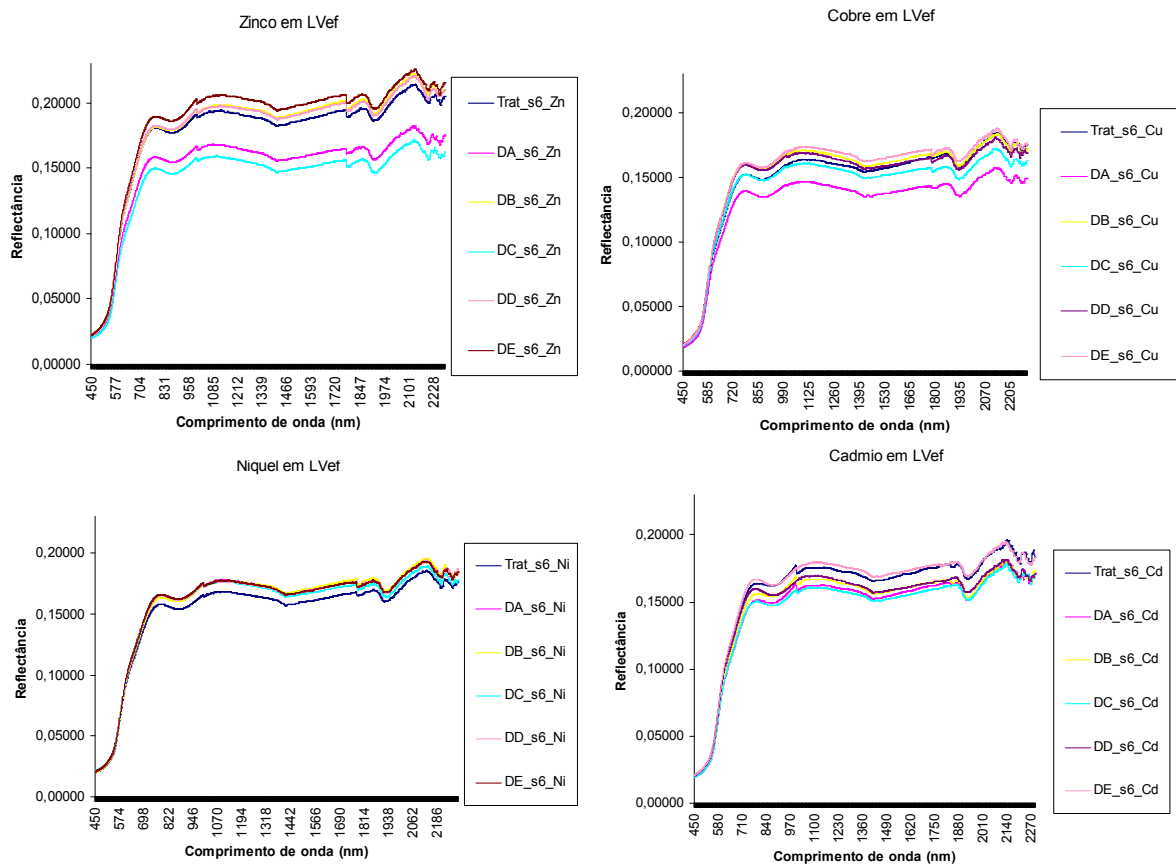 Zinco em LVef
Reflectância
0,20000
0,15000
0,10000
0,05000
0,00000
450
577
704
831
958
1085
1212
1339
1466
1593
1720
1847
1974
2101
2228
Comprimento de onda (nm)
Trat_s6_Zn
DA_s6_Zn
DB_s6_Zn
DC_s6_Zn
DD_s6_Zn
DE_s6_Zn
Cobre em LVef
Reflectância
0,20000
0,15000
0,10000
0,05000
0,00000
450
585
720
855
990
1125
1260
1395
1530
1665
1800
1935
2070
2205
Comprimento de onda (nm)
Trat_s6_Cu
DA_s6_Cu
DB_s6_Cu
DC_s6_Cu
DD_s6_Cu
DE_s6_Cu
Niquel em LVef
Reflectância
0,20000
0,15000
0,10000
0,05000
0,00000
450
574
698
822
946
1070
1194
1318
1442
1566
1690
1814
1938
2062
2186
Comprimento de onda (nm)
Trat_s6_Ni
DA_s6_Ni
DB_s6_Ni
DC_s6_Ni
DD_s6_Ni
DE_s6_Ni
Cadmio em LVef
Reflectância
0,20000
0,15000
0,10000
0,05000
0,00000
450
580
710
840
970
1100
1230
1360
1490
1620
1750
1880
2010
2140
2270
Comprimento de onda (nm)
Trat_s6_Cd
DA_s6_Cd
DB_s6_Cd
DC_s6_Cd
DD_s6_Cd
DE_s6_Cd